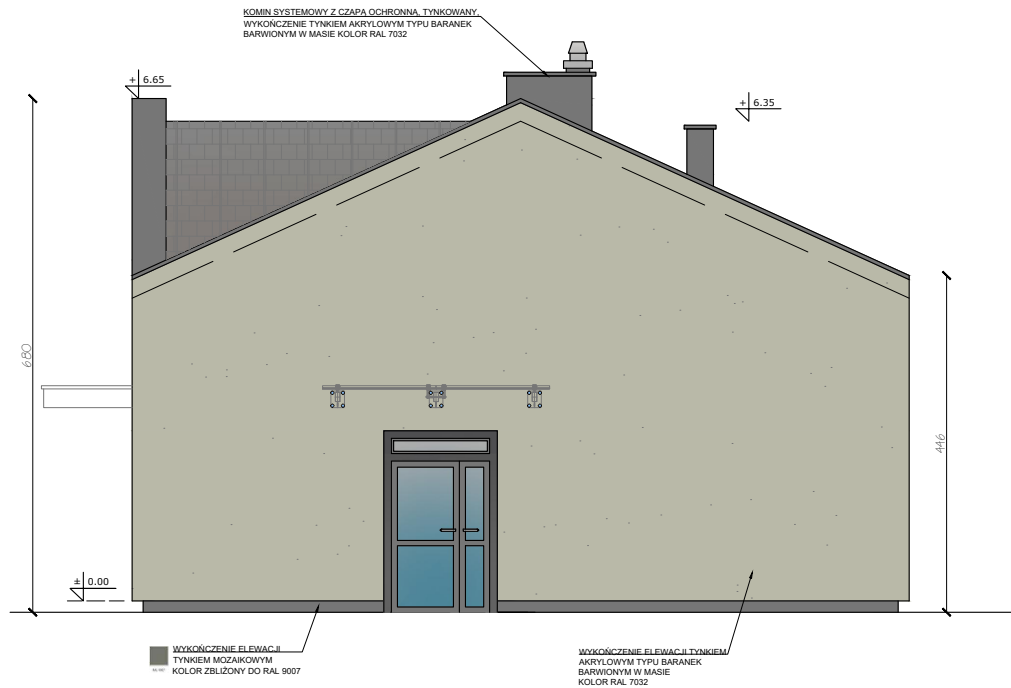 KOMIN SYSTEMOWY Z CZAPĄ OCHRONNĄ, TYNKOWANY,
WYKOŃCZENIE TYNKIEM AKRYLOWYM TYPU BARANEK
BARWIONYM W MASIE KOLOR RAL 7032
+ 6.65
+ 6.35
680
446
± 0.00
WYKOŃCZENIE ELEWACJI
TYNKIEM MOZAIKOWYM
KOLOR ZBLIŻONY DO RAL 9007
WYKOŃCZENIE ELEWACJI TYNKIEM
AKRYLOWYM TYPU BARANEK
BARWIONYM W MASIE
KOLOR RAL 7032